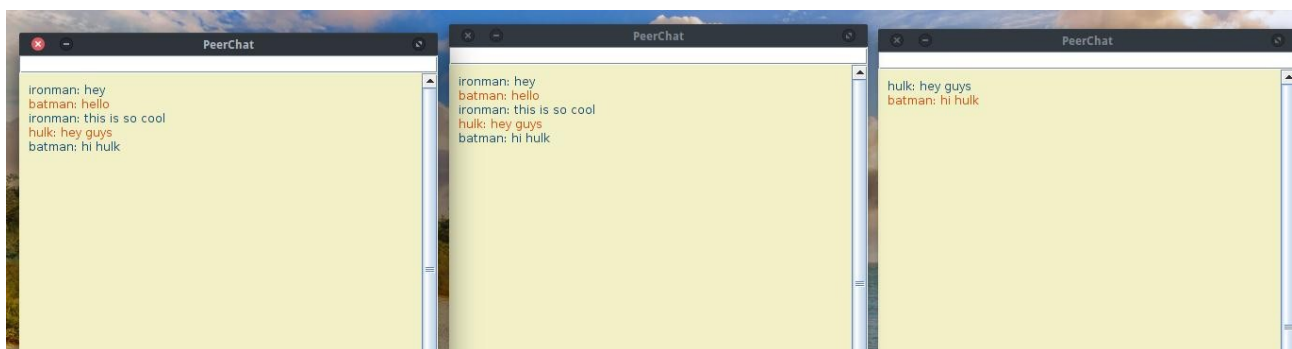 PeerChat
ironman: hey
batman: hello
ironman: this is so cool
hulk: hey guys
batman: hi hulk
PeerChat
ironman: hey
batman: hello
ironman: this is so cool
hulk: hey guys
batman: hi hulk
PeerChat
hulk: hey guys
batman: hi hulk